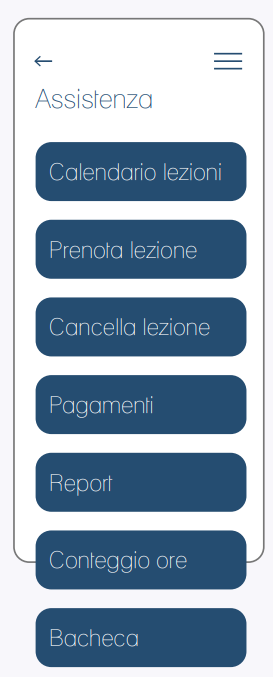 Assistenza
Calendario lezioni
Prenota lezione
Cancella lezione
Pagamenti
Report
Conteggio ore
Bacheca